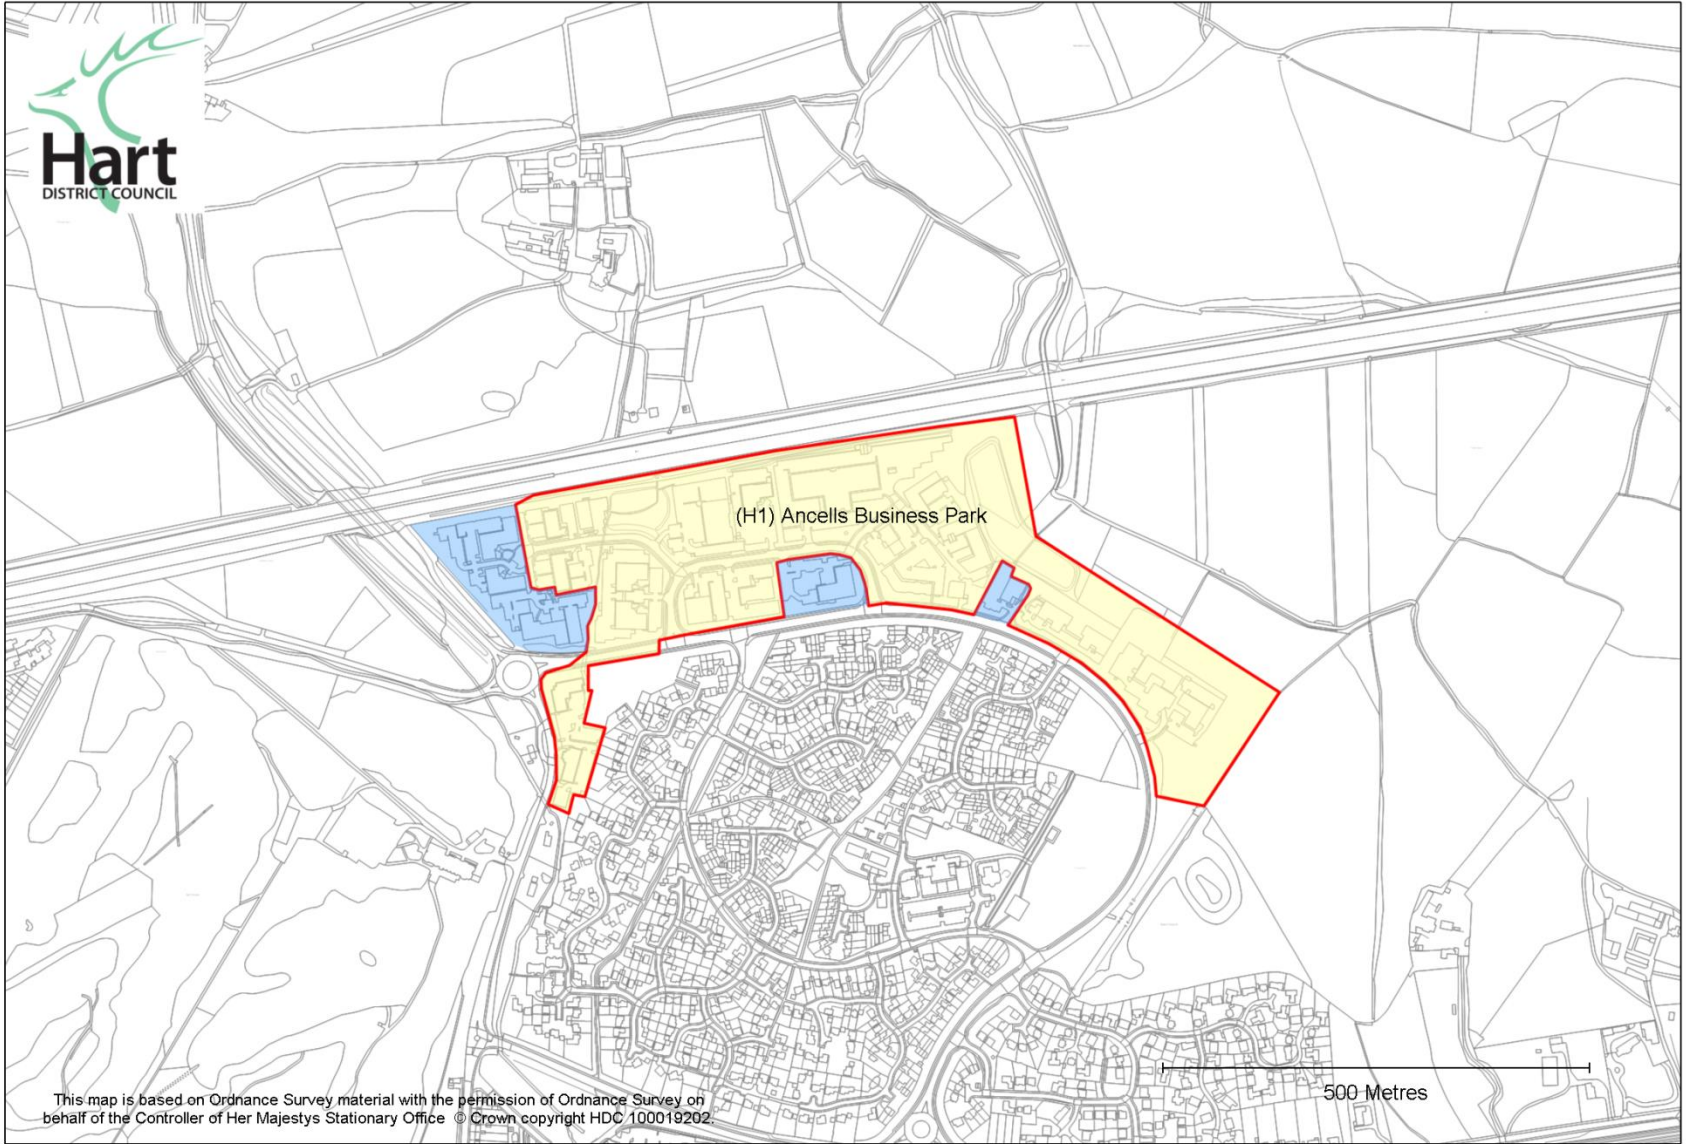 Hart
DISTRICT COUNCIL
(H1) Ancells Business Park
500 Metres
This map is based on Ordnance Survey material with the permission of Ordnance Survey on
behalf of the Controller of Her Majestys Stationary Office © Crown copyright HDC 100019202.